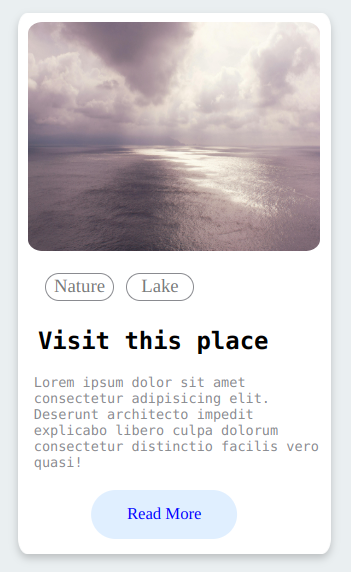 Nature Lake
Visit this place
Lorem ipsum dolor sit amet
consectetur adipisicing elit.
Deserunt architecto impedit
explicabo libero culpa dolorum
consectetur distinctio facilis vero
quasi!
Read More